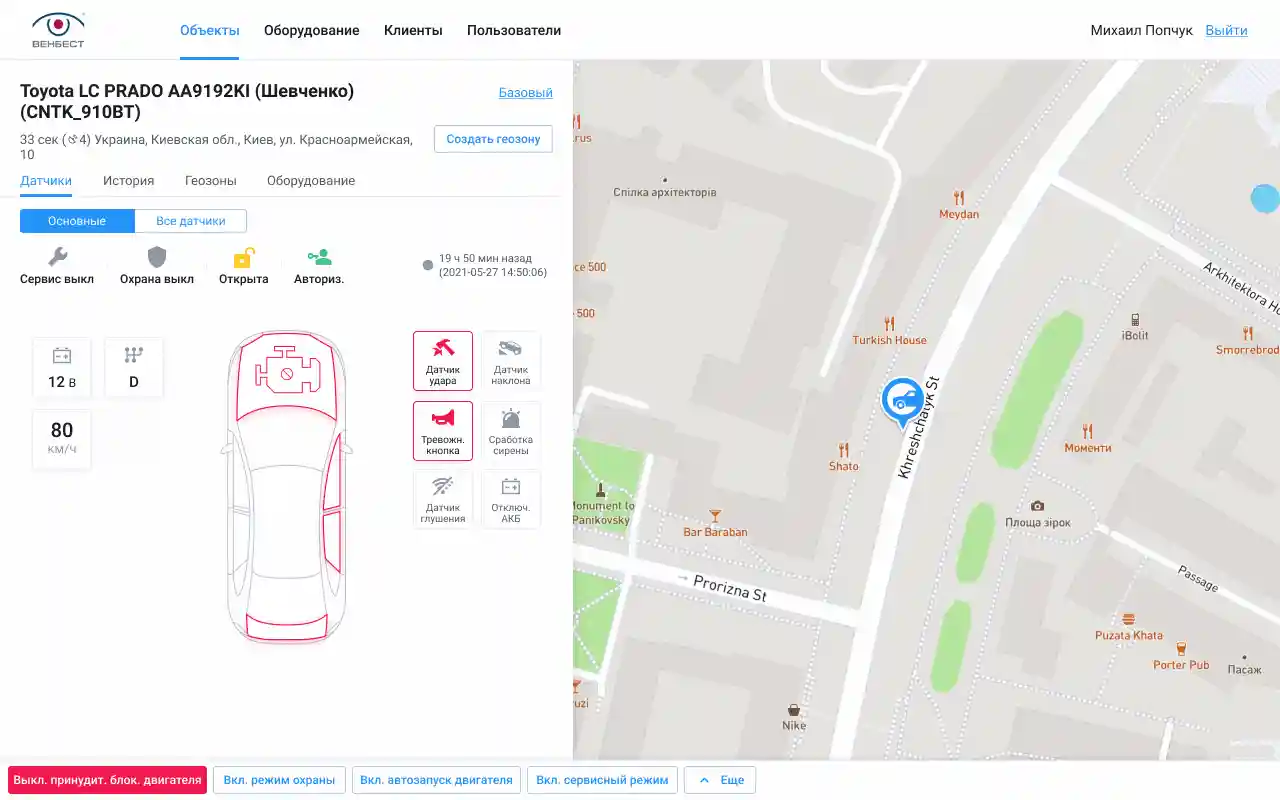 ВЕНБЕСТ
Объекты
Оборудование
Клиенты
Пользователи
Михаил Попчук
Выйти
Toyota LC PRADO AA9192KI (Шевченко)
(CNTK_910BT)
Базовый
33 сек (4) Украина, Киевская обл., Киев, ул. Красноармейская,
10
Создать геозону
Датчики
История
Геозоны
Оборудование
Основные
Все датчики
Сервис выкл
Охрана выкл
Открыта
Авториз.
19 ч 50 мин назад
(2021-05-27 14:50:06)
12 В
D
80
КМ/Ч
Датчик
удара
Датчик
наклона
Тревожн.
кнопка
Сработка
сирены
Датчик
глушения
Отключ.
АКБ
rus
Спілка архітекторів
Meydan
ce 500
500
Arkhitektora Ho
Turkish House
iBolit
Smorrebrod
Khreshchatyk St
Shato
Моменти
Monument to
Panikovsky
Bar Baraban
Площа зірок
Prorizna St
Passage
Puzata Khata
Porter Pub
Пасаж
uzi
Nike
Выкл. принудит. блок. двигателя
Вкл. режим охраны
Вкл. автозапуск двигателя
Вкл. сервисный режим
Еще